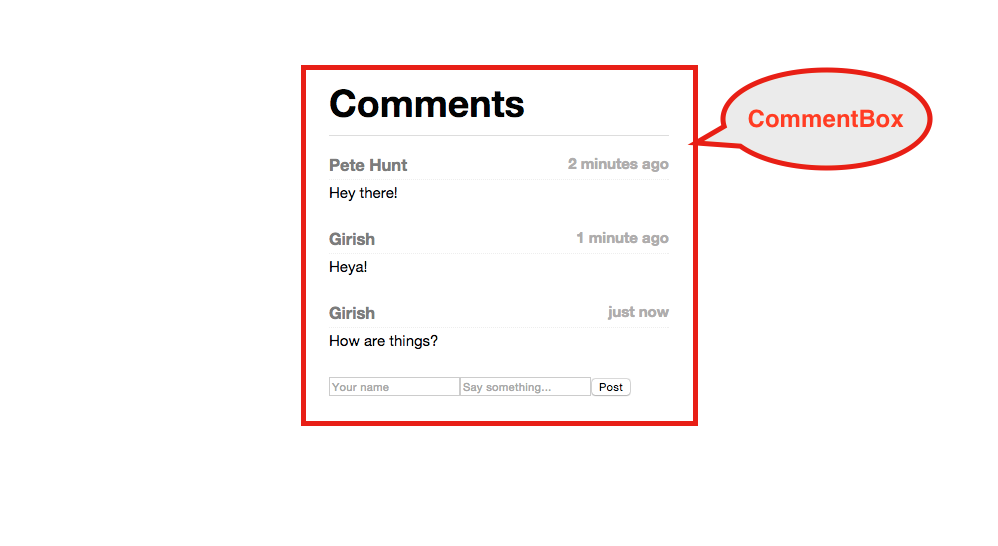 Comments
CommentBox
Pete Hunt 2 minutes ago
Hey there!
Girish 1 minute ago
Heya!
Girish just now
How are things?
Your name Say something... Post